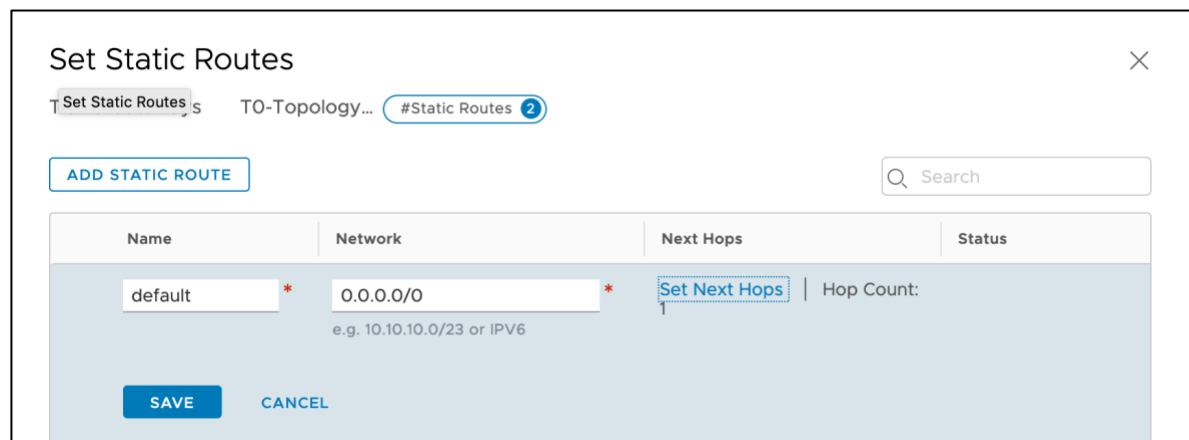 Set Static Routes
Set Static Routes T0-Topology... #Static Routes 2
ADD STATIC ROUTE Search
Name Network Next Hops Status
default * 0.0.0.0/0 * Set Next Hops | Hop Count:
1
e.g. 10.10.10.0/23 or IPV6
SAVE CANCEL